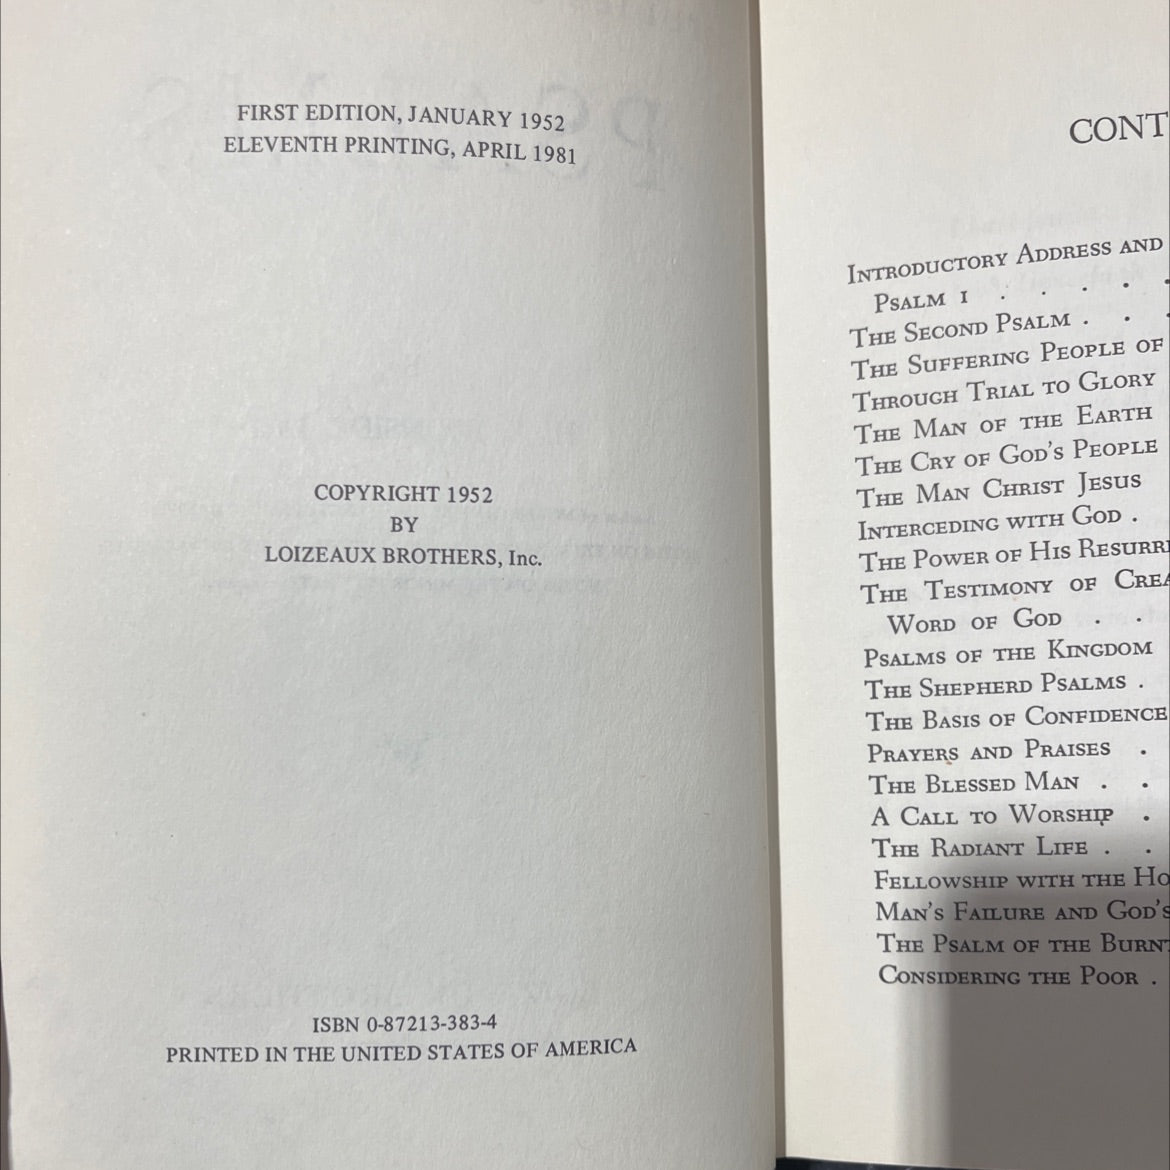 FIRST EDITION, JANUARY 1952
ELEVENTH PRINTING, APRIL 1981
COPYRIGHT 1952
BY
LOIZEAUX BROTHERS, Inc.
ISBN 0-87213-383-4
PRINTED IN THE UNITED STATES OF AMERICA
CONT
INTRODUCTORY ADDRESS AND
PSALM I . . . . .
THE SECOND PSALM . . .
THE SUFFERING PEOPLE OF
THROUGH TRIAL TO GLORY
THE MAN OF THE EARTH
THE CRY OF GOD'S PEOPLE
THE MAN CHRIST JESUS
INTERCEDING WITH GOD .
THE POWER OF HIS RESURR
THE TESTIMONY OF CREA
WORD OF GOD . .
PSALMS OF THE KINGDOM
THE SHEPHERD PSALMS .
THE BASIS OF CONFIDENCE
PRAYERS AND PRAISES .
THE BLESSED MAN . .
A CALL TO WORSHIP .
THE RADIANT LIFE . .
FELLOWSHIP WITH THE HO
MAN'S FAILURE AND GOD'S
THE PSALM OF THE BURNT
CONSIDERING THE POOR .